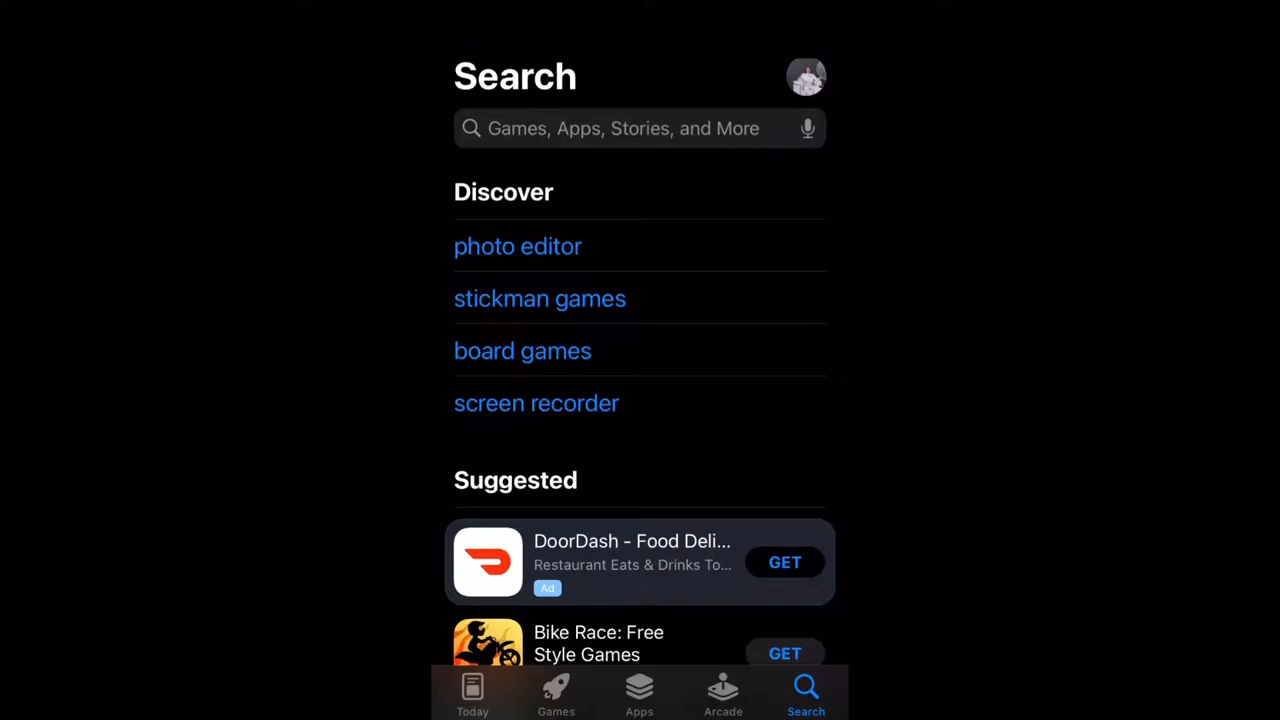 Search
Games, Apps, Stories, and More
Discover
photo editor
stickman games
board games
screen recorder
Suggested
DoorDash - Food Deli...
Restaurant Eats & Drinks To...
Ad
GET
Bike Race: Free
Style Games
GET
Today
Games
Apps
Arcade
Search